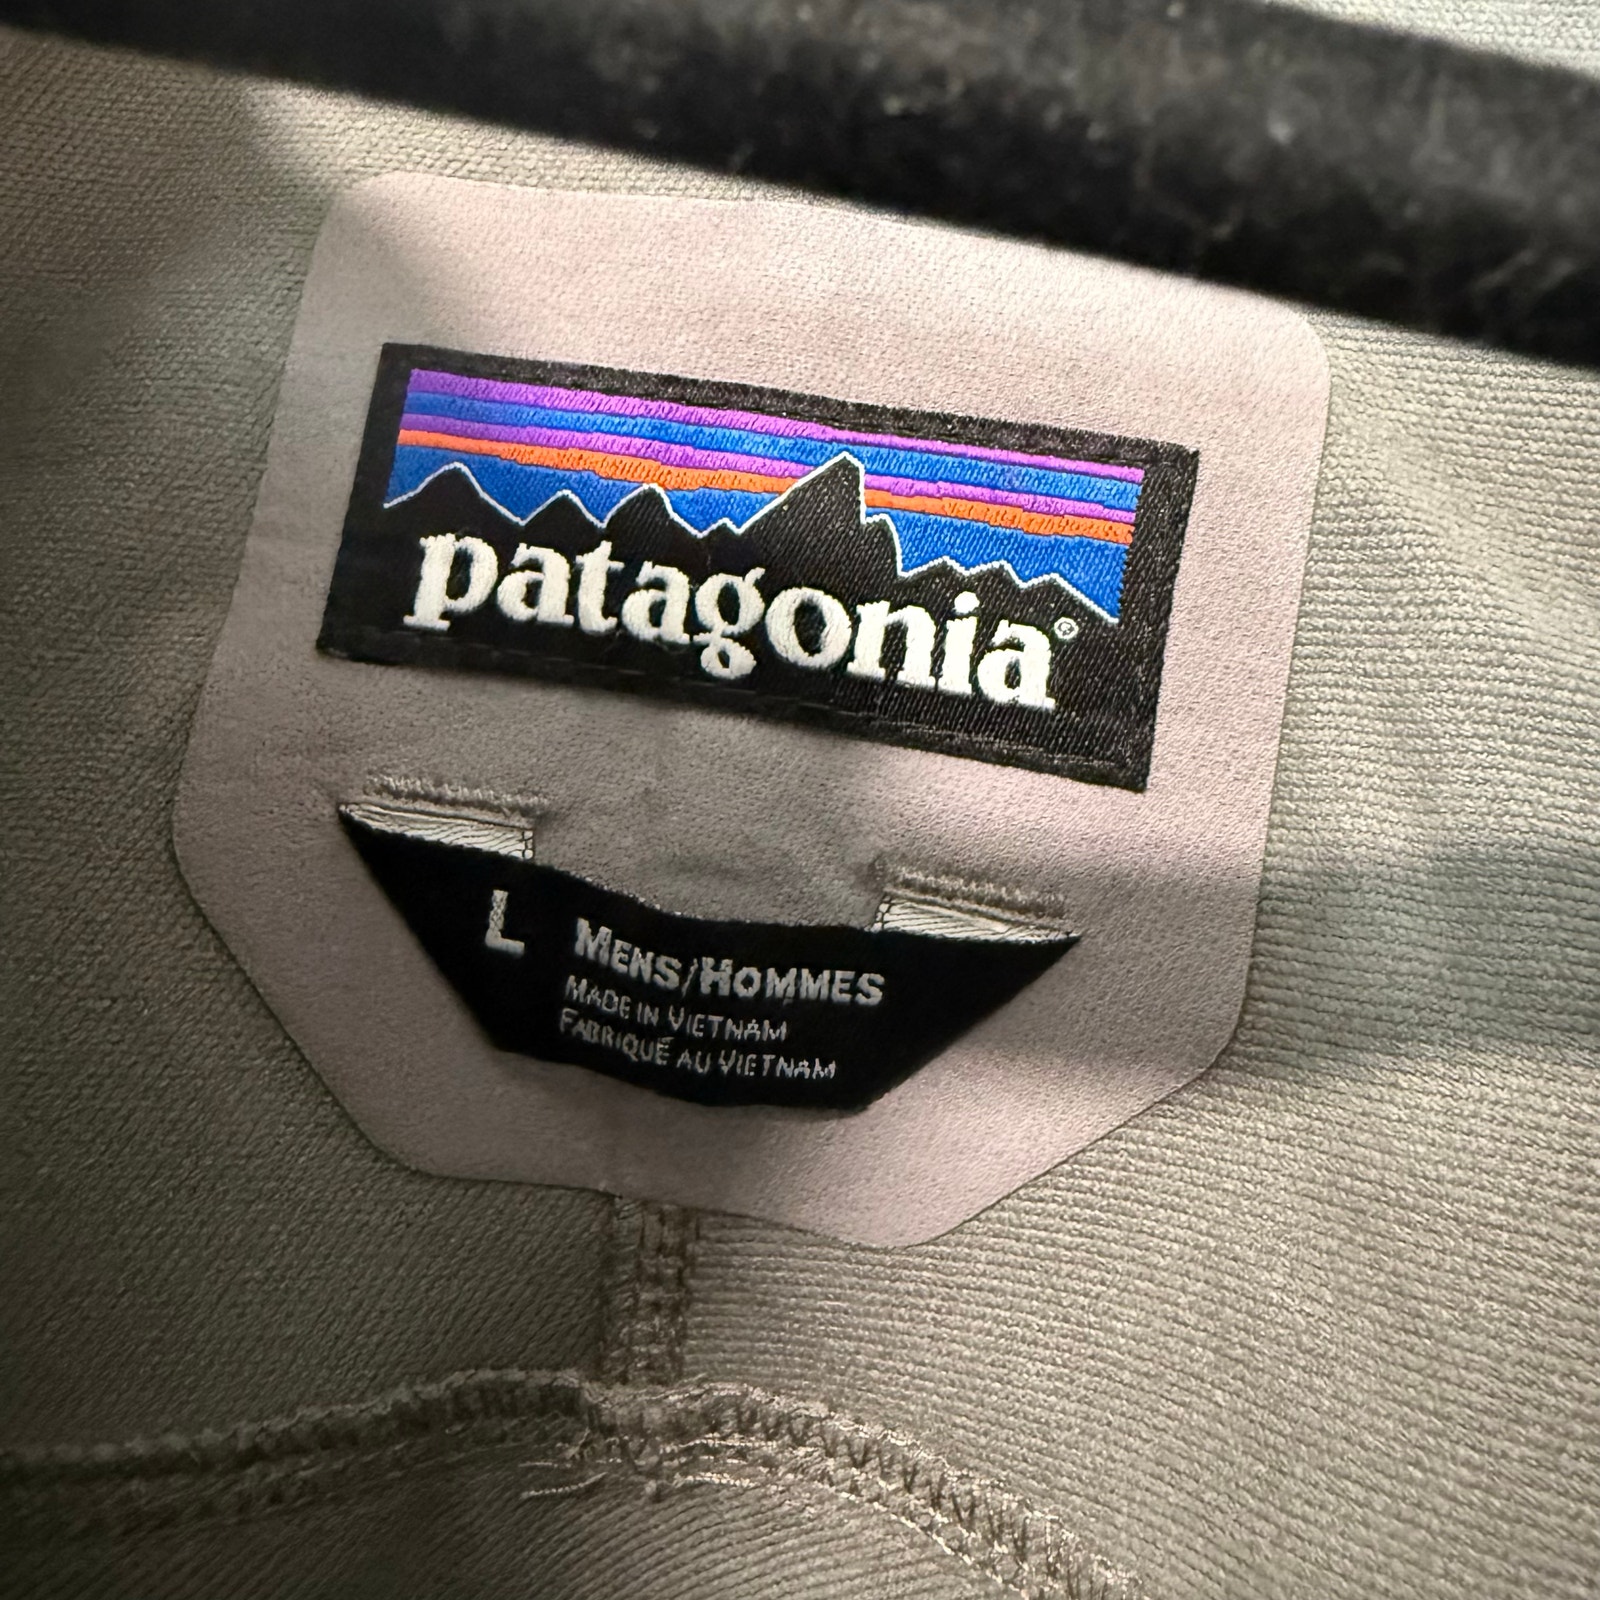 patagonia®
L MENS/HOMMES
MADE IN VIETNAM
FABRIQUÉ AU VIETNAM